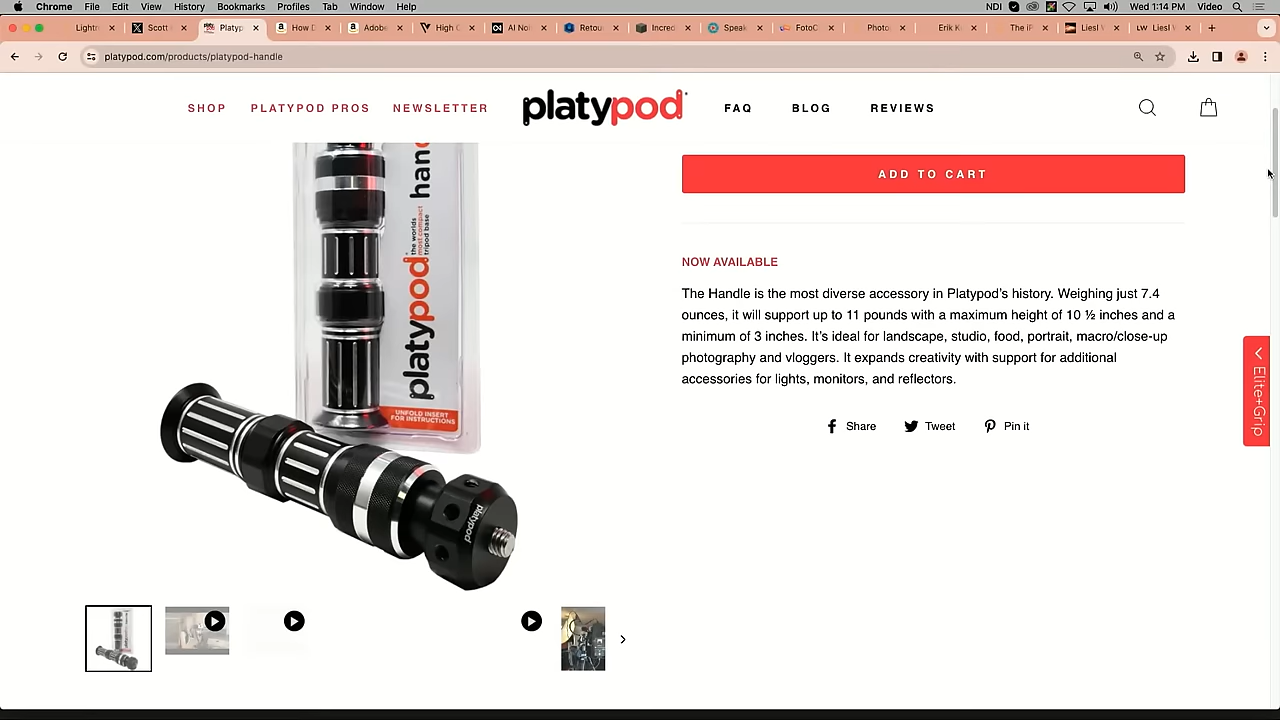 Chrome File Edit View History Bookmarks Profiles Tab Window Help
NDI Wed 1:14 PM Video
Lightr Scott Platyp How D Adobe High C AI No Retou Incred Speak FotoC Photo Erik K The iP Liesl LW Liesl
platypod.com/products/platypod-handle
SHOP PLATYPOD PROS NEWSLETTER platypod FAQ BLOG REVIEWS
ADD TO CART
NOW AVAILABLE
The Handle is the most diverse accessory in Platypod's history. Weighing just 7.4
ounces, it will support up to 11 pounds with a maximum height of 10 ½ inches and a
minimum of 3 inches. It's ideal for landscape, studio, food, portrait, macro/close-up
photography and vloggers. It expands creativity with support for additional
accessories for lights, monitors, and reflectors.
Share Tweet Pin it
Elite+Grip
platypod hand
the worlds
most compact
tripod base
UNFOLD INSERT
FOR INSTRUCTIONS
platypod